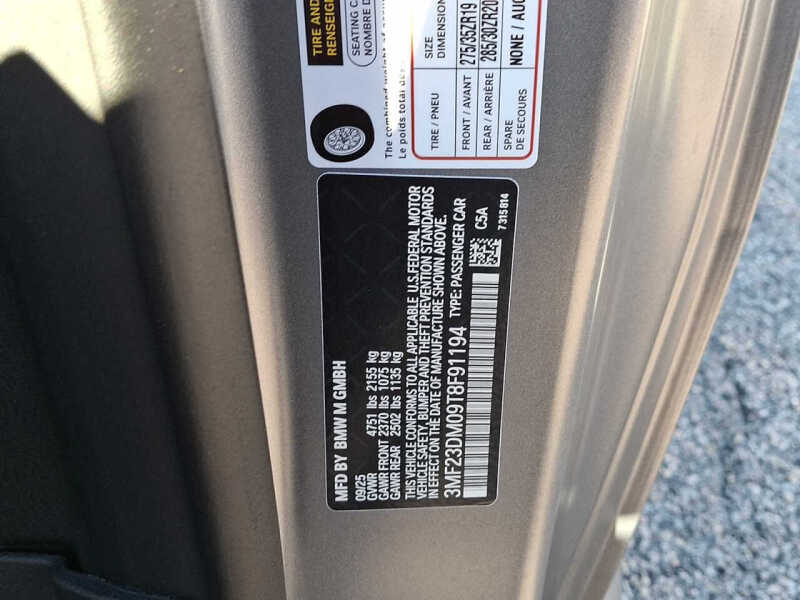 TIRE AND
RENSEIGNE
SEATING CA
NOMBRE D
The combined weight of
Le poids total de
TIRE / PNEU
SIZE
DIMENSION
FRONT / AVANT
275/35ZR19
REAR / ARRIÈRE
285/30ZR20
SPARE
DE SECOURS
NONE / AUC
MFD BY BMW M GMBH
09/25
GVWR 4751 lbs 2155 kg
GAWR FRONT 2370 lbs 1075 kg
GAWR REAR 2502 lbs 1135 kg
THIS VEHICLE CONFORMS TO ALL APPLICABLE U.S. FEDERAL MOTOR
VEHICLE SAFETY, BUMPER AND THEFT PREVENTION STANDARDS
IN EFFECT ON THE DATE OF MANUFACTURE SHOWN ABOVE.
3MF23DM09T8F91194 TYPE: PASSENGER CAR
C5A
7315814